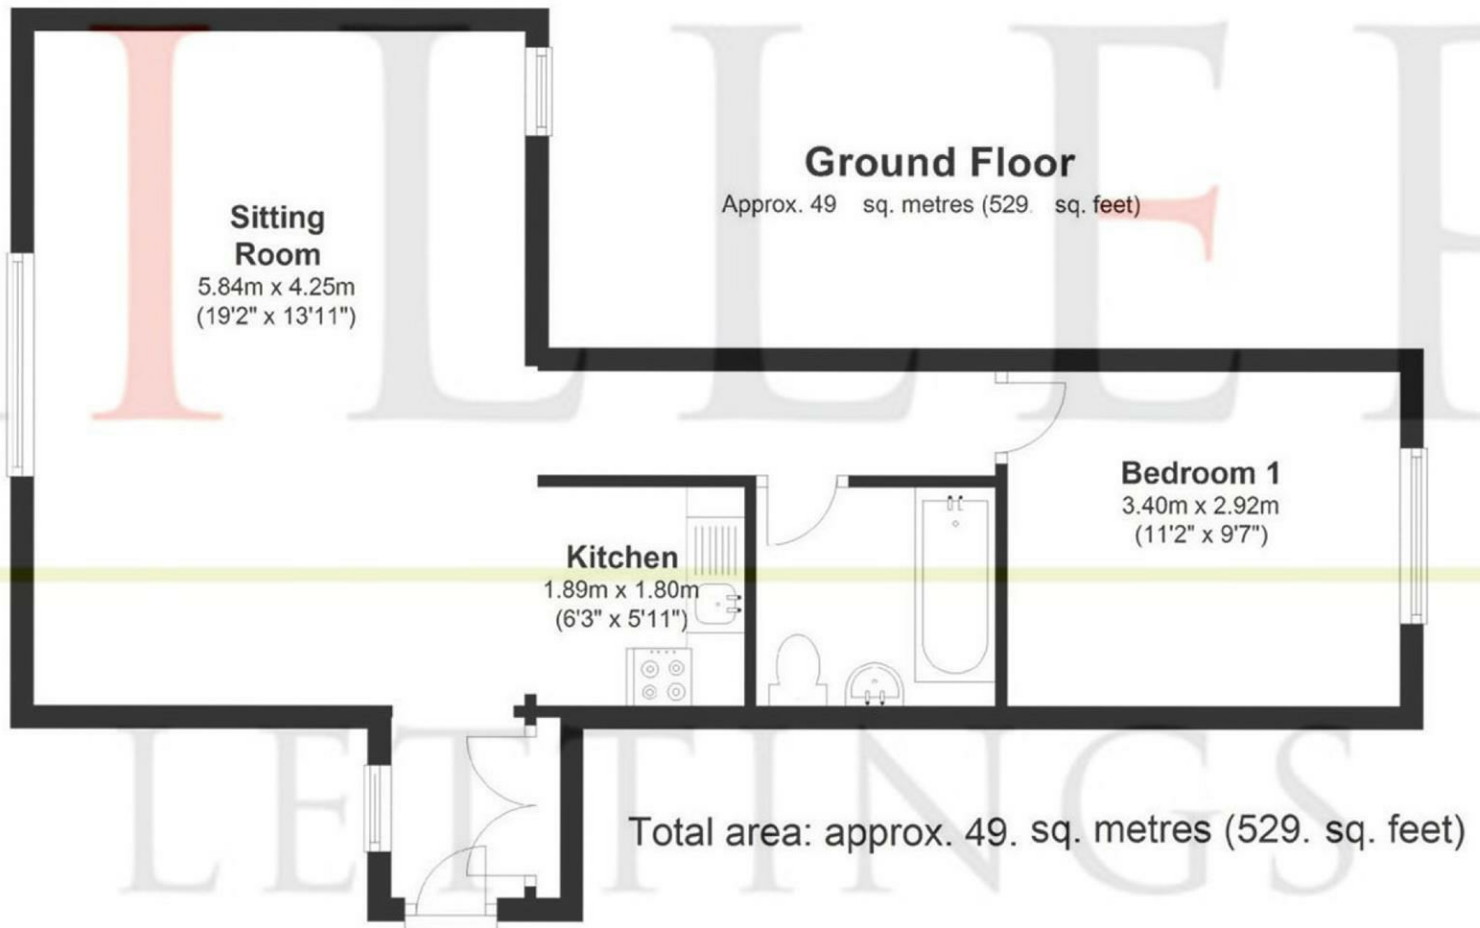 ILLER
Ground Floor
Approx. 49 sq. metres (529. sq. feet)
Sitting
Room
5.84m x 4.25m
(19'2" x 13'11")
Bedroom 1
3.40m x 2.92m
(11'2" x 9'7")
Kitchen
1.89m x 1.80m
(6'3" x 5'11")
LETTINGS
Total area: approx. 49. sq. metres (529. sq. feet)